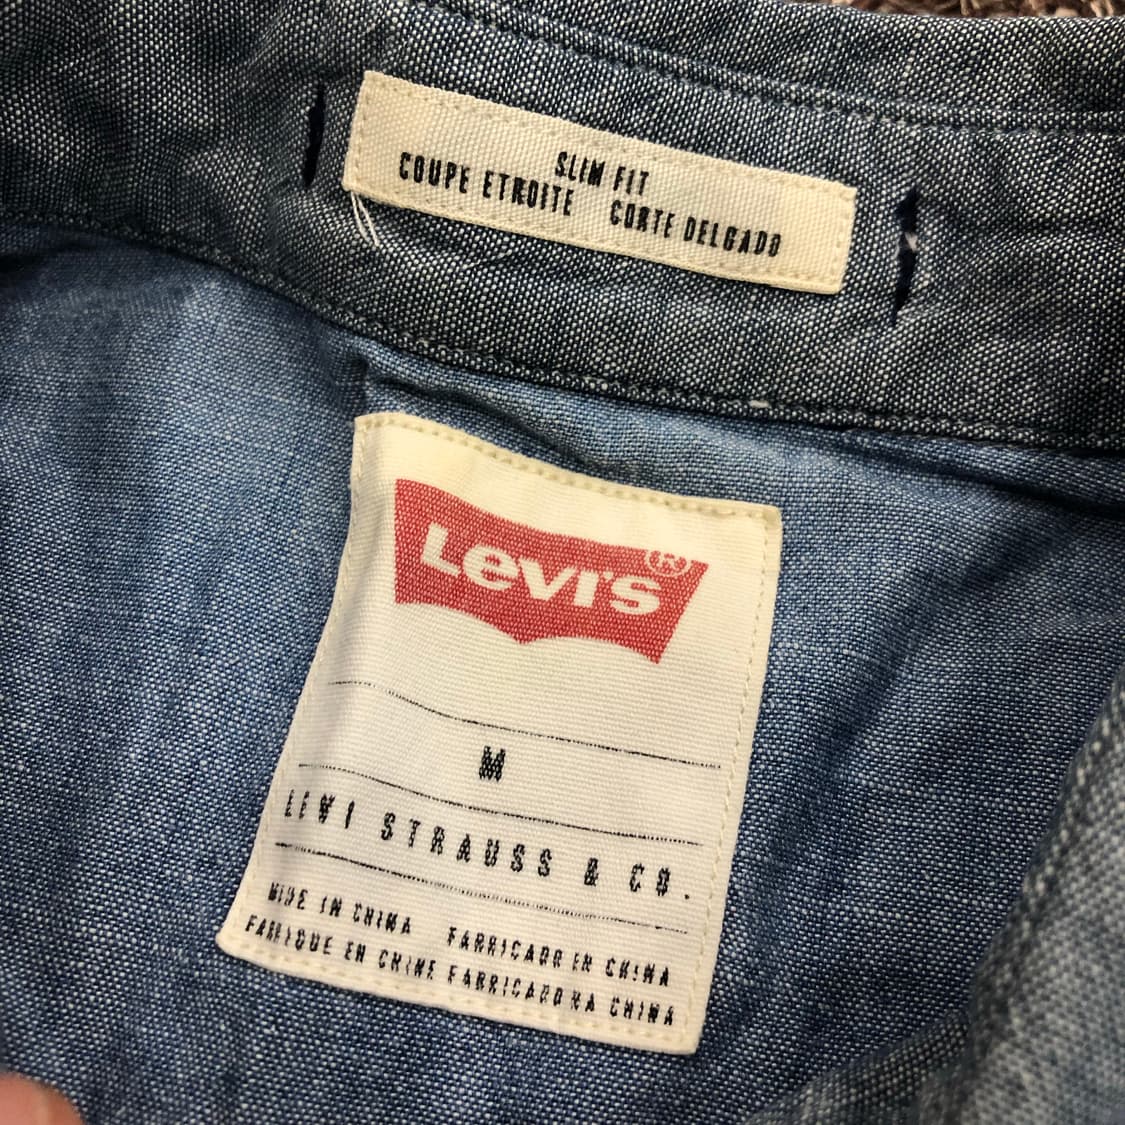 SLIM FIT
COUPE ETROITE CORTE DELGADO
Levi's®
M
LEVI STRAUSS & CO.
MADE IN CHINA FABRICADO EN CHINA
FABRIQUE EN CHINE FABRICADO NA CHINA